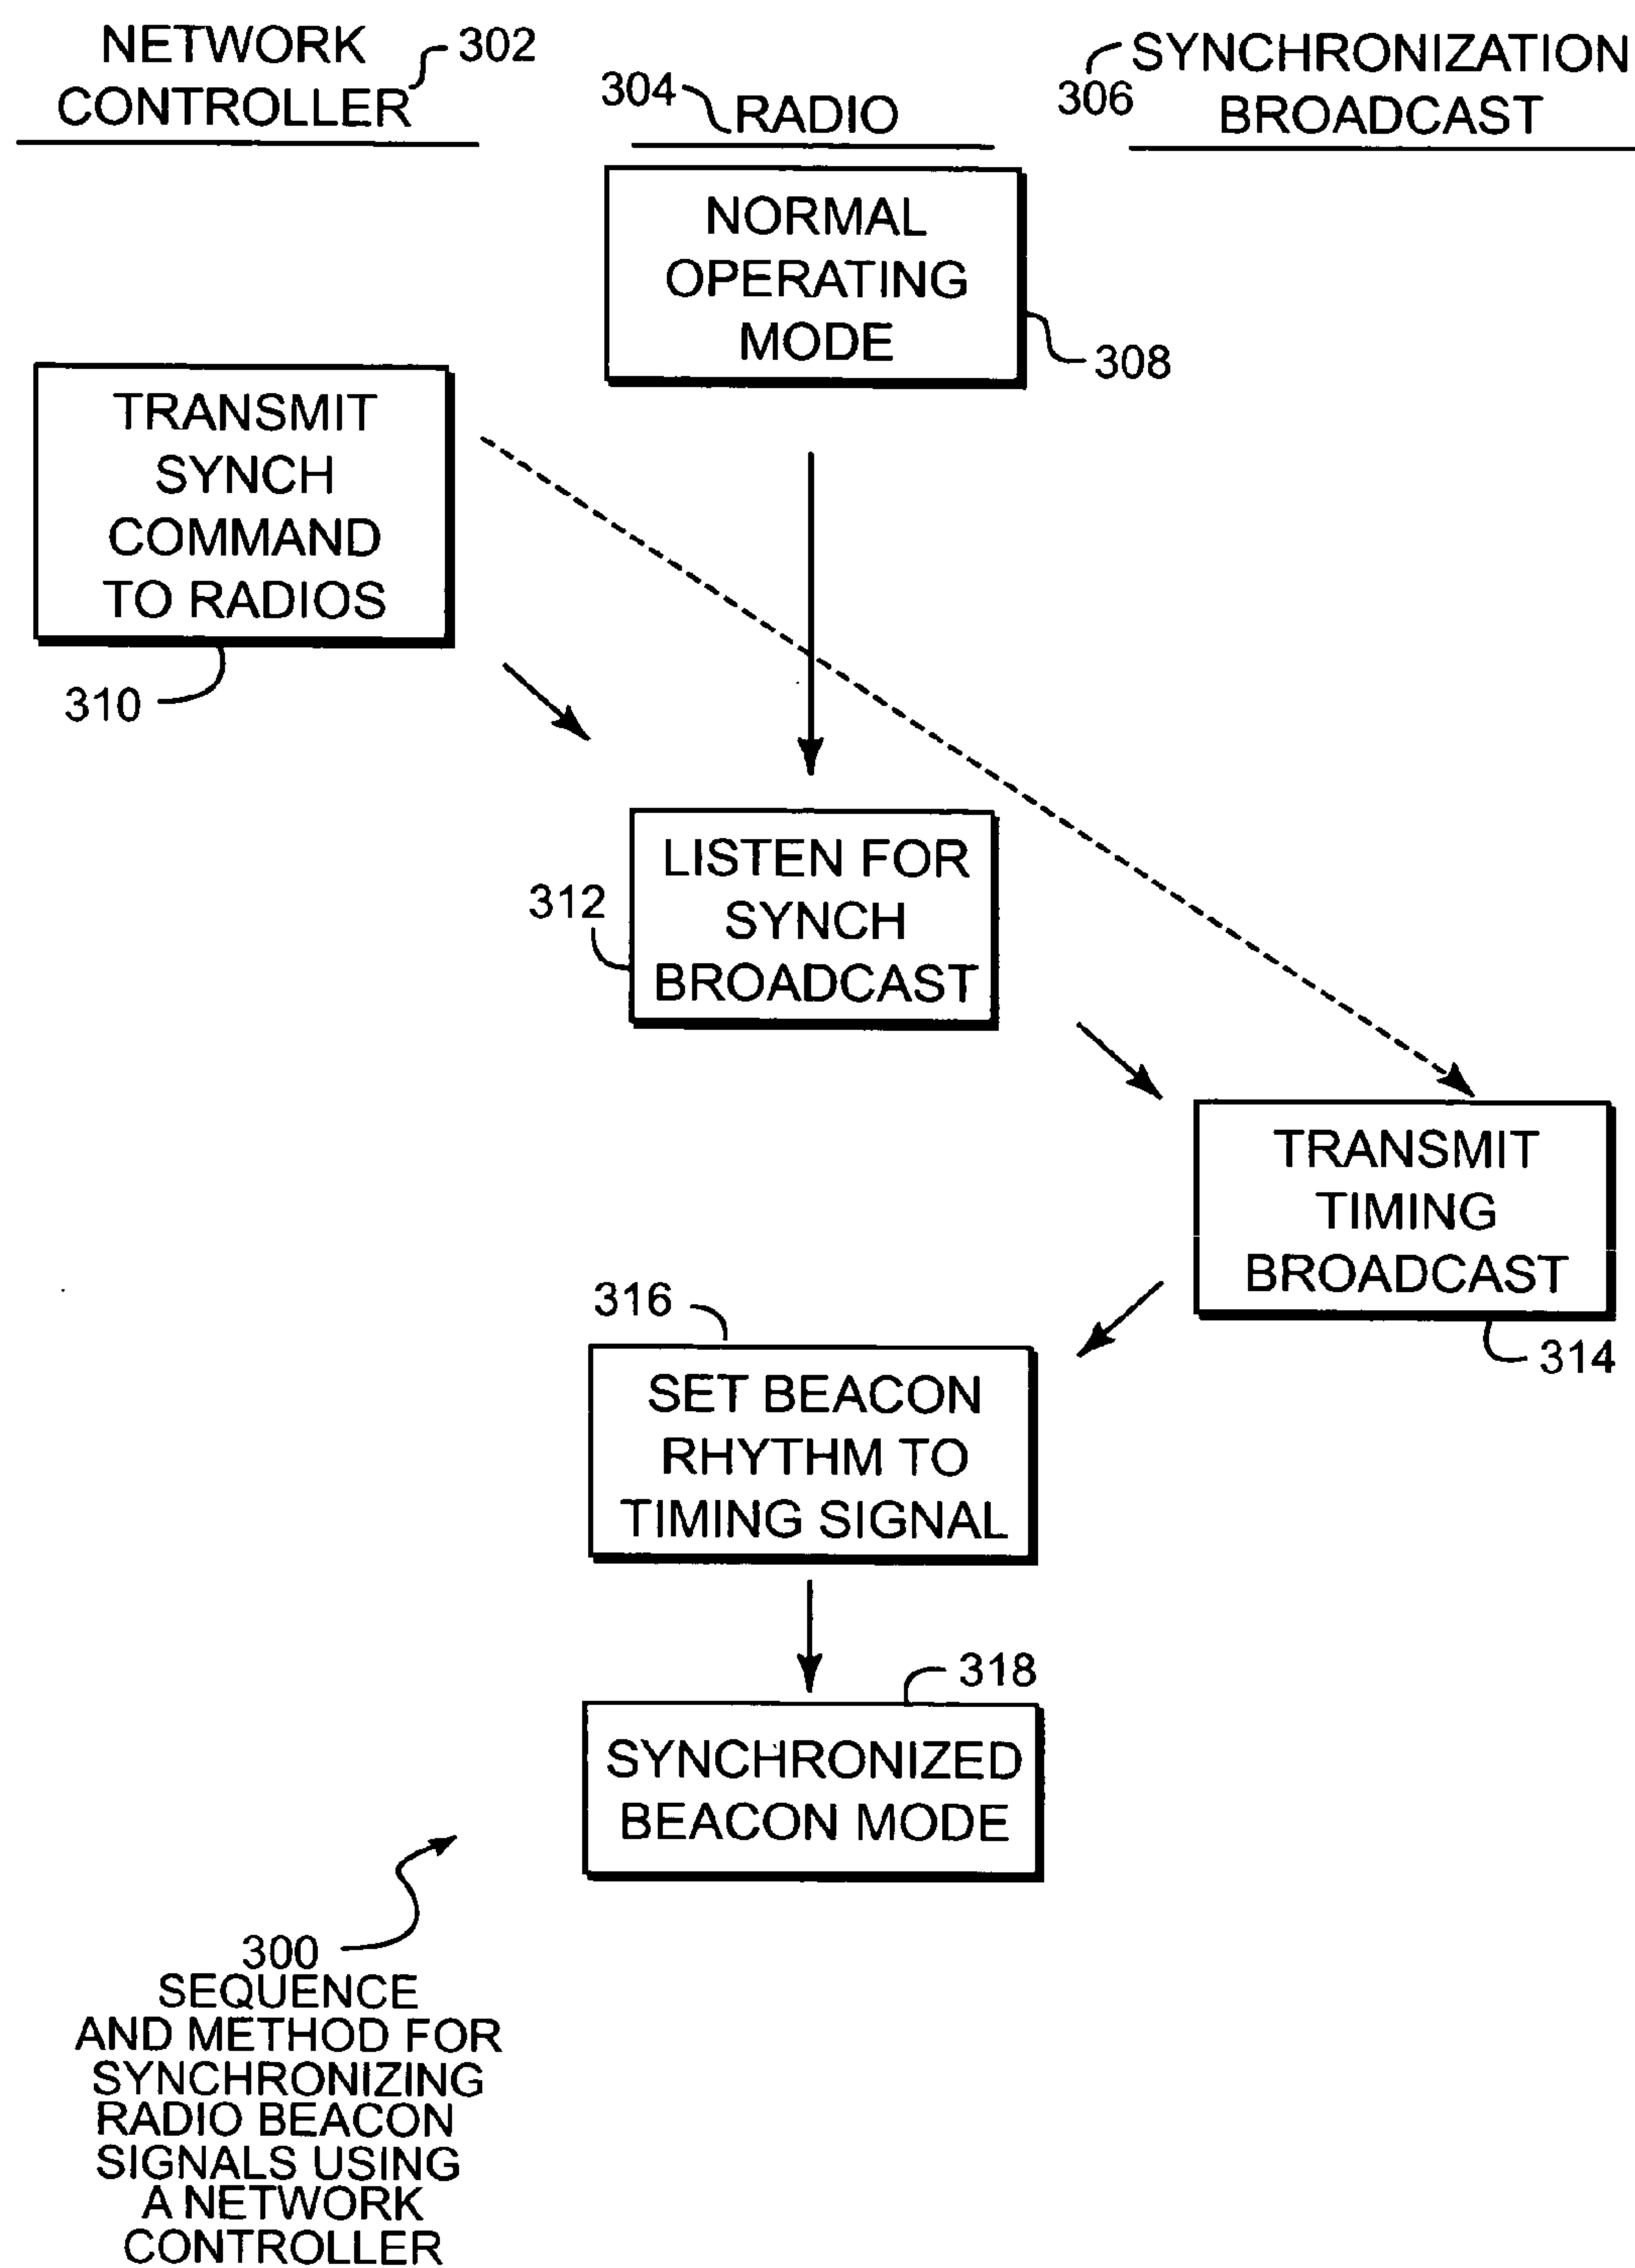 NETWORK
CONTROLLER
302
304
RADIO
306
SYNCHRONIZATION
BROADCAST
NORMAL
OPERATING
MODE
308
TRANSMIT
SYNCH
COMMAND
TO RADIOS
310
LISTEN FOR
SYNCH
BROADCAST
312
TRANSMIT
TIMING
BROADCAST
314
316
SET BEACON
RHYTHM TO
TIMING SIGNAL
318
SYNCHRONIZED
BEACON MODE
300
SEQUENCE
AND METHOD FOR
SYNCHRONIZING
RADIO BEACON
SIGNALS USING
A NETWORK
CONTROLLER